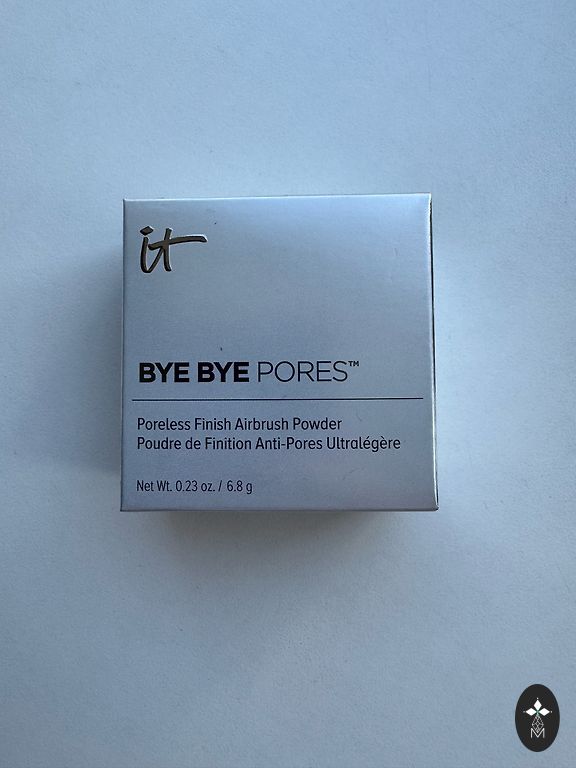 it
BYE BYE PORES™
Poreless Finish Airbrush Powder
Poudre de Finition Anti-Pores Ultralégère
Net Wt. 0.23 oz. / 6.8 g
M